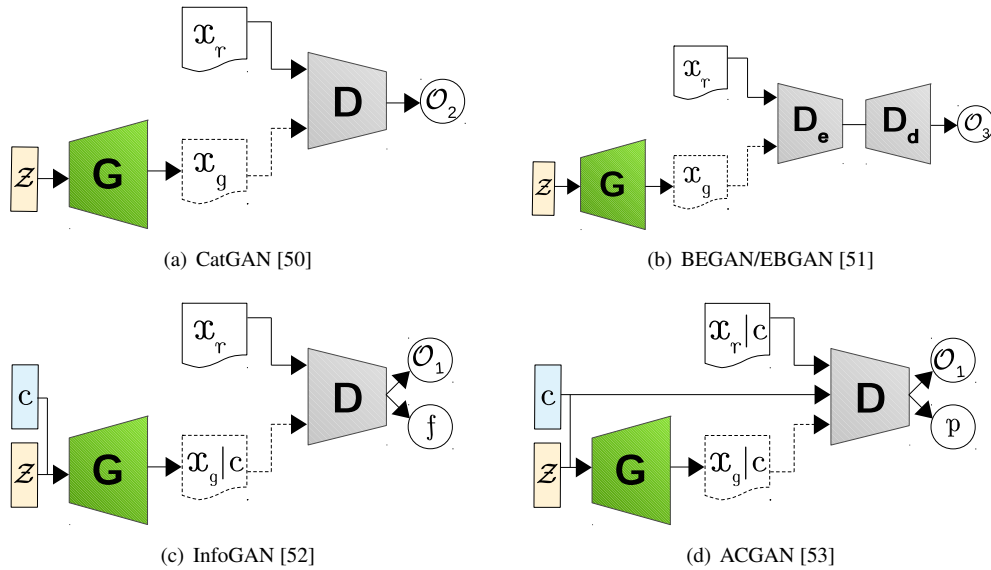 x_r
D
O_2
z
G
x_g
(a) CatGAN [50]
x_r
D_e
D_d
O_3
z
G
x_g
(b) BEGAN/EBGAN [51]
x_r
c
D
O_1
f
z
G
x_g|c
(c) InfoGAN [52]
x_r|c
c
D
O_1
p
z
G
x_g|c
(d) ACGAN [53]